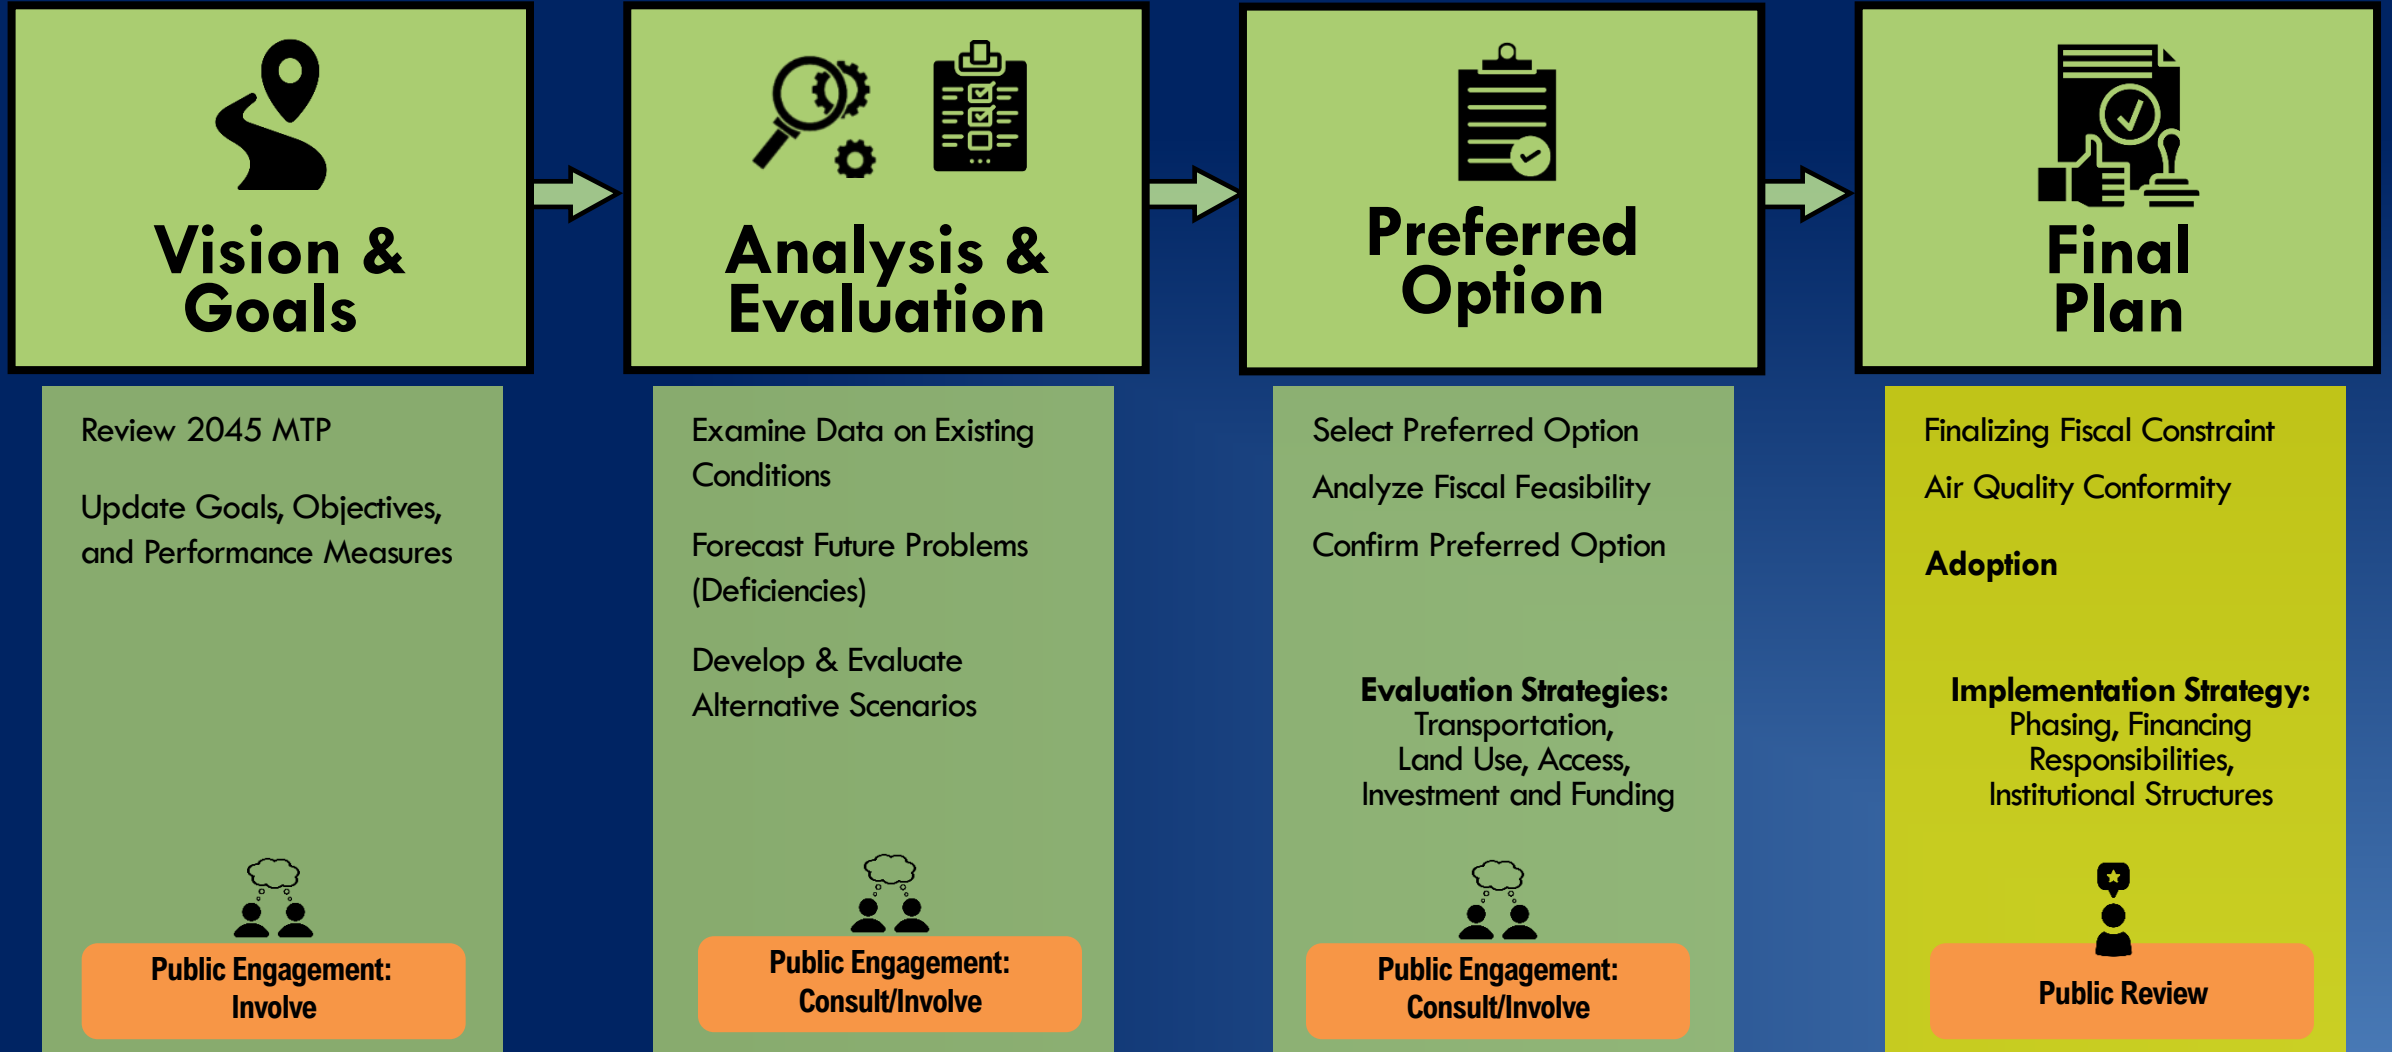 Vision &
Goals
Review 2045 MTP
Update Goals, Objectives,
and Performance Measures
Public Engagement:
Involve
Analysis &
Evaluation
Examine Data on Existing
Conditions
Forecast Future Problems
(Deficiencies)
Develop & Evaluate
Alternative Scenarios
Public Engagement:
Consult/Involve
Preferred
Option
Select Preferred Option
Analyze Fiscal Feasibility
Confirm Preferred Option
Evaluation Strategies:
Transportation,
Land Use, Access,
Investment and Funding
Public Engagement:
Consult/Involve
Final
Plan
Finalizing Fiscal Constraint
Air Quality Conformity
Adoption
Implementation Strategy:
Phasing, Financing
Responsibilities,
Institutional Structures
Public Review